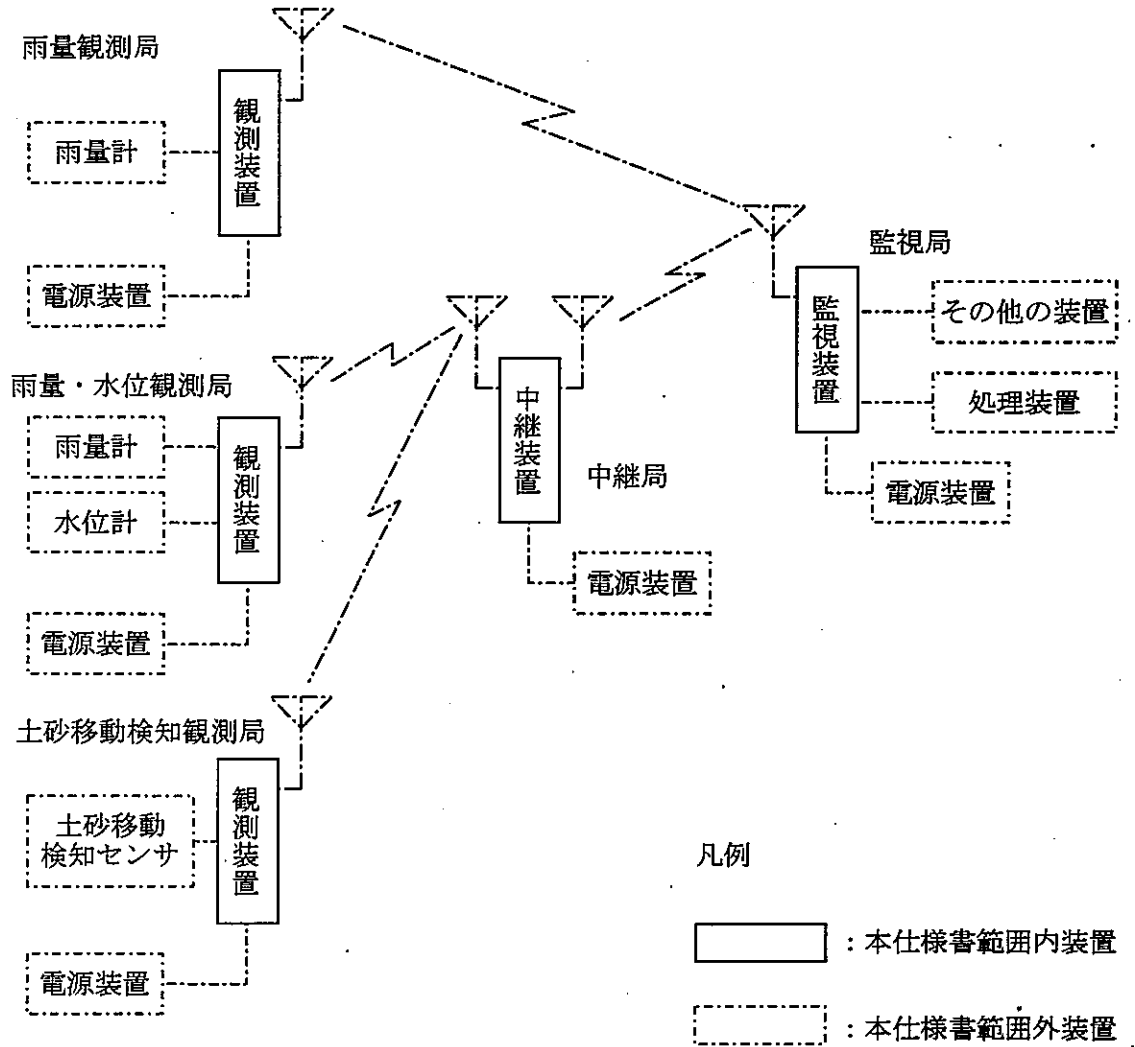 雨量観測局
観測装置
雨量計
電源装置
監視局
監視装置
その他の装置
処理装置
電源装置
雨量・水位観測局
雨量計
観測装置
水位計
電源装置
中継装置
中継局
電源装置
土砂移動検知観測局
観測装置
土砂移動
検知センサ
電源装置
凡例
：本仕様書範囲内装置
：本仕様書範囲外装置